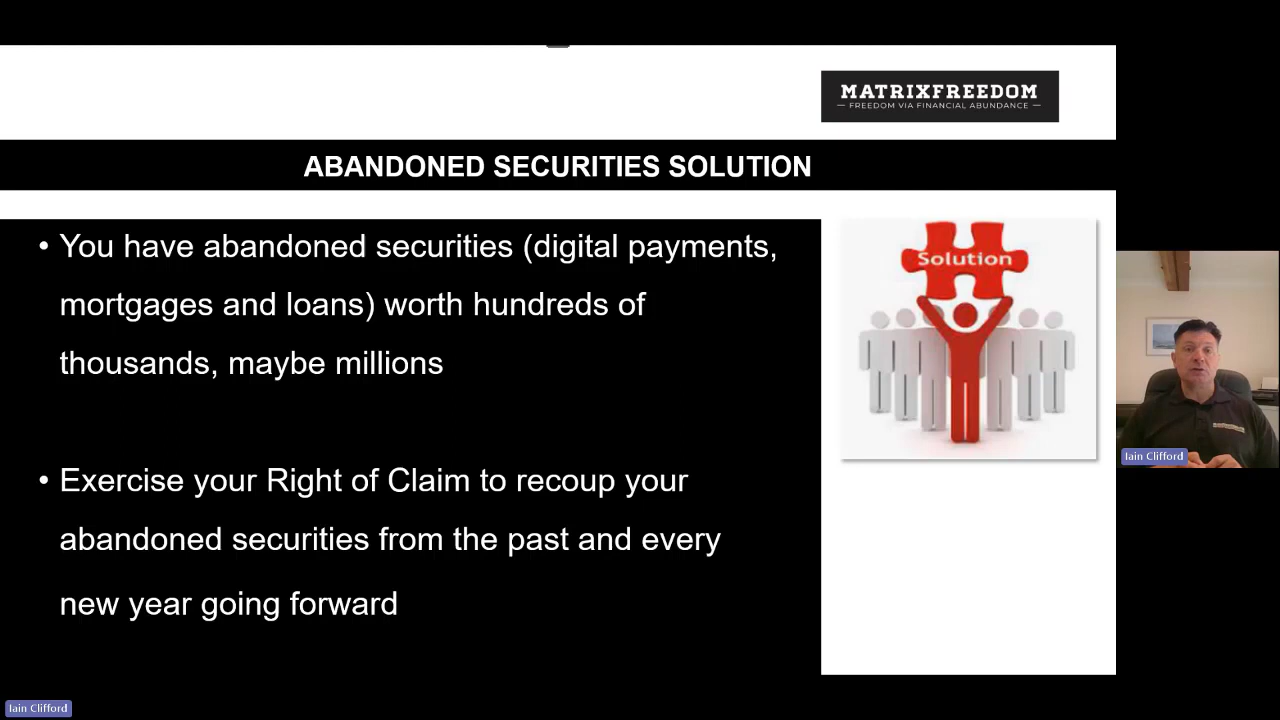 MATRIXFREEDOM
— FREEDOM VIA FINANCIAL ABUNDANCE —
ABANDONED SECURITIES SOLUTION
• You have abandoned securities (digital payments,
mortgages and loans) worth hundreds of
thousands, maybe millions
Solution
• Exercise your Right of Claim to recoup your
abandoned securities from the past and every
new year going forward
Iain Clifford
Iain Clifford